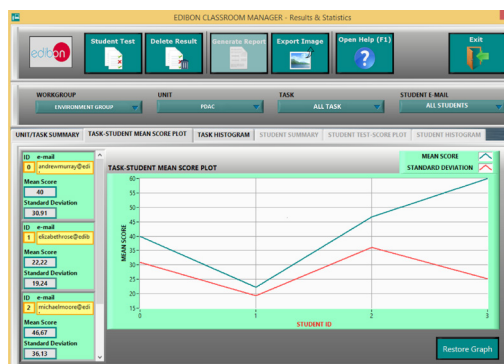 EDIBON CLASSROOM MANAGER - Results & Statistics
edibon
Student Test
Delete Result
Generate Report
Export Image
Open Help (F1)
Exit
WORKGROUP
UNIT
TASK
STUDENT E-MAIL
ENVIRONMENT GROUP
PDAC
ALL TASK
ALL STUDENTS
UNIT/TASK SUMMARY
TASK-STUDENT MEAN SCORE PLOT
TASK HISTOGRAM
STUDENT SUMMARY
STUDENT TEST-SCORE PLOT
STUDENT HISTOGRAM
ID e-mail
0 andrewmurray@edi
Mean Score
40
Standard Deviation
30,91
ID e-mail
1 elizabethrose@edib
Mean Score
22,22
Standard Deviation
19,24
ID e-mail
2 michaelmoore@edi
Mean Score
46,67
Standard Deviation
36,13
TASK-STUDENT MEAN SCORE PLOT
MEAN SCORE
STANDARD DEVIATION
MEAN SCORE
60
55
50
45
40
35
30
25
20
15
0
1
2
3
STUDENT ID
Restore Graph